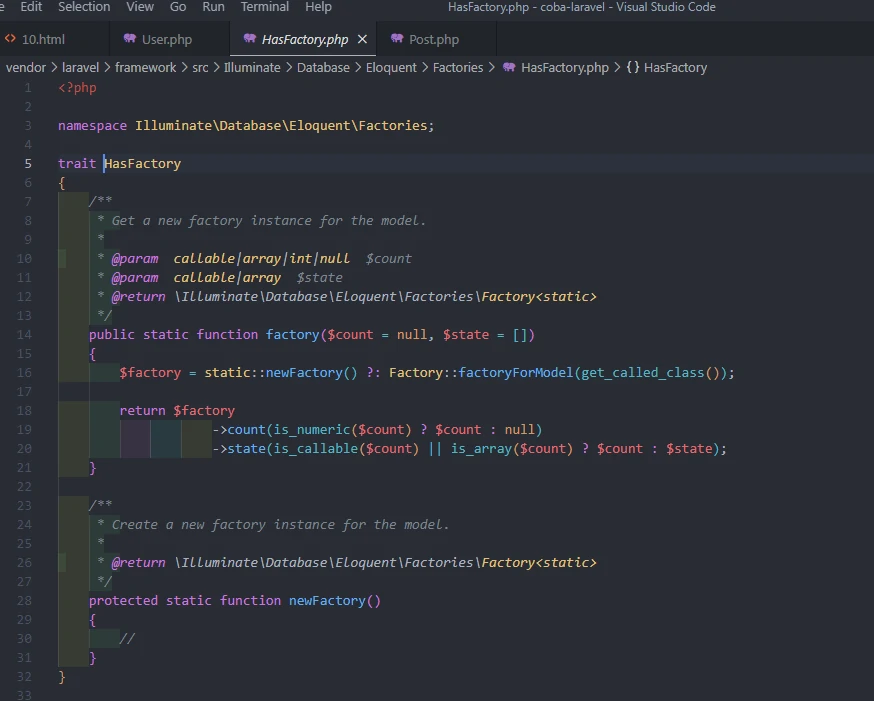 e Edit Selection View Go Run Terminal Help HasFactory.php - coba-laravel - Visual Studio Code
10.html User.php HasFactory.php Post.php
vendor > laravel > framework > src > Illuminate > Database > Eloquent > Factories > HasFactory.php > {} HasFactory
1 <?php
2
3 namespace Illuminate\Database\Eloquent\Factories;
4
5 trait HasFactory
6 {
7 /**
8 * Get a new factory instance for the model.
9 *
10 * @param  callable|array|int|null  $count
11 * @param  callable|array  $state
12 * @return \Illuminate\Database\Eloquent\Factories\Factory<static>
13 */
14 public static function factory($count = null, $state = [])
15 {
16 $factory = static::newFactory() ?: Factory::factoryForModel(get_called_class());
17
18 return $factory
19 ->count(is_numeric($count) ? $count : null)
20 ->state(is_callable($count) || is_array($count) ? $count : $state);
21 }
22
23 /**
24 * Create a new factory instance for the model.
25 *
26 * @return \Illuminate\Database\Eloquent\Factories\Factory<static>
27 */
28 protected static function newFactory()
29 {
30 //
31 }
32 }
33